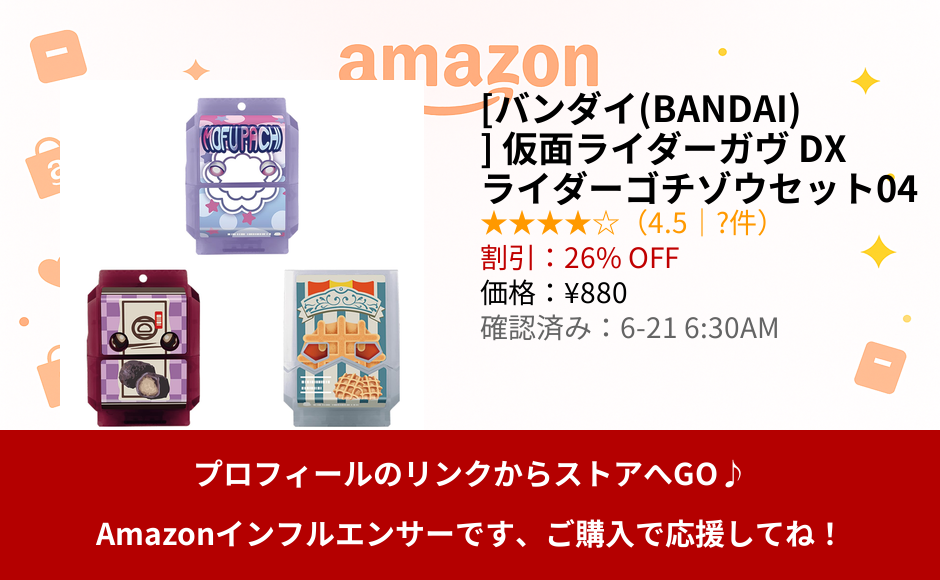 amazon
[バンダイ(BANDAI)
] 仮面ライダーガヴ DX
ライダーゴチゾウセット04
★★★★☆（4.5｜?件）
割引：26% OFF
価格：¥880
確認済み：6-21 6:30AM
MOFUPACHI
プロフィールのリンクからストアへGO♪
Amazonインフルエンサーです、ご購入で応援してね！